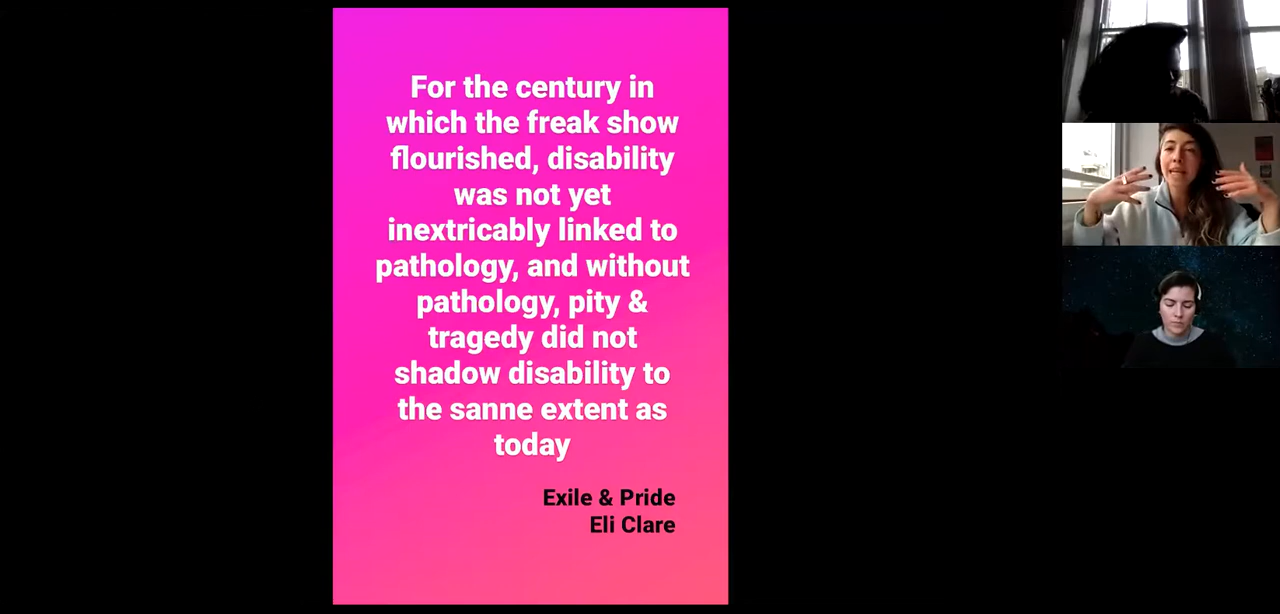 For the century in
which the freak show
flourished, disability
was not yet
inextricably linked to
pathology, and without
pathology, pity &
tragedy did not
shadow disability to
the sanne extent as
today
Exile & Pride
Eli Clare